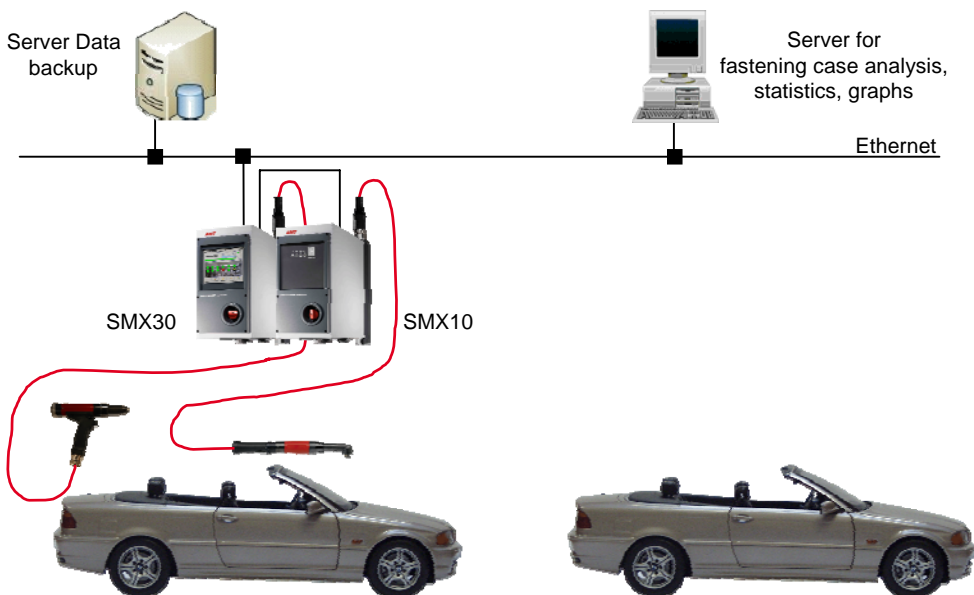 Server Data
backup
Server for
fastening case analysis,
statistics, graphs
Ethernet
SMX30
SMX10